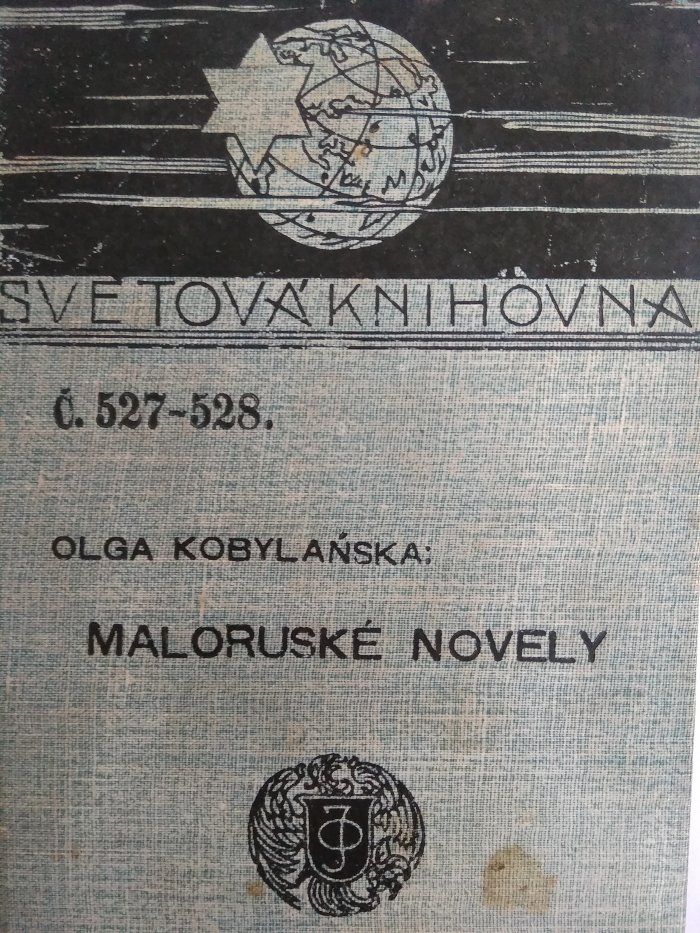 SVĚTOVÁ KNIHOVNA
Č. 527-528.
OLGA KOBYLAŃSKA:
MALORUSKÉ NOVELY